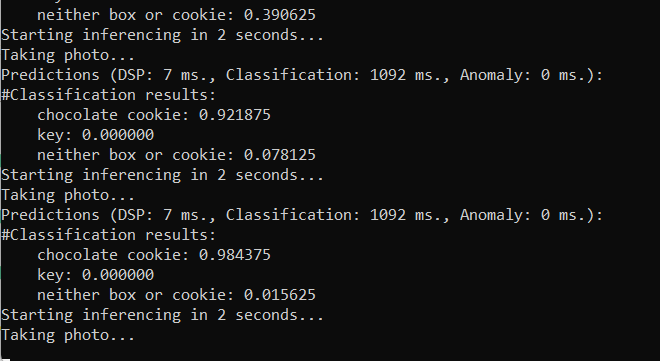 neither box or cookie: 0.390625
Starting inferencing in 2 seconds...
Taking photo...
Predictions (DSP: 7 ms., Classification: 1092 ms., Anomaly: 0 ms.):
#Classification results:
chocolate cookie: 0.921875
key: 0.000000
neither box or cookie: 0.078125
Starting inferencing in 2 seconds...
Taking photo...
Predictions (DSP: 7 ms., Classification: 1092 ms., Anomaly: 0 ms.):
#Classification results:
chocolate cookie: 0.984375
key: 0.000000
neither box or cookie: 0.015625
Starting inferencing in 2 seconds...
Taking photo...